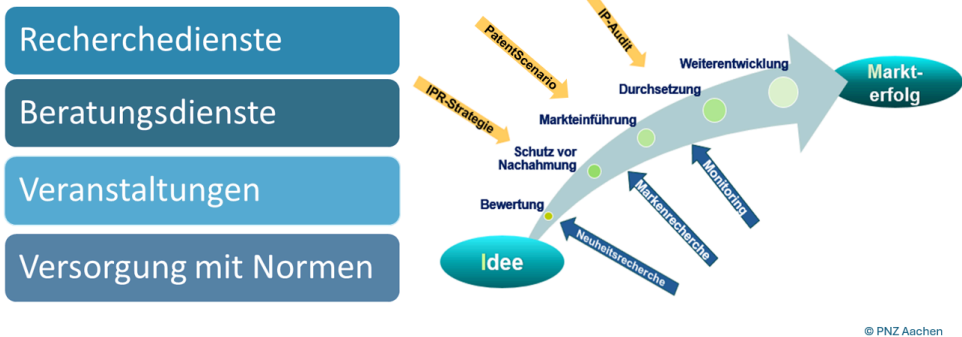 Recherchedienste
Beratungsdienste
Veranstaltungen
Versorgung mit Normen
IP-Audit
PatentScenario
IPR-Strategie
Weiterentwicklung
Durchsetzung
Markteinführung
Schutz vor
Nachahmung
Bewertung
Markt-
erfolg
Monitoring
Markenrecherche
Neuheitsrecherche
Idee
© PNZ Aachen